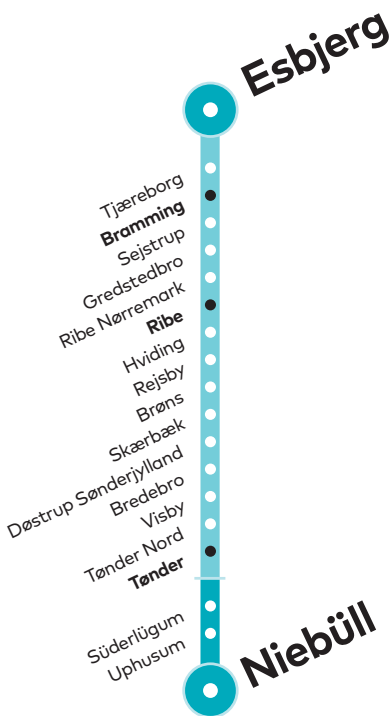 Esbjerg
Tjæreborg
Bramming
Sejstrup
Gredstedbro
Ribe Nørremark
Ribe
Hviding
Rejsby
Brøns
Skærbæk
Døstrup Sønderjylland
Bredebro
Visby
Tønder Nord
Tønder
Süderlügum
Uphusum
Niebüll